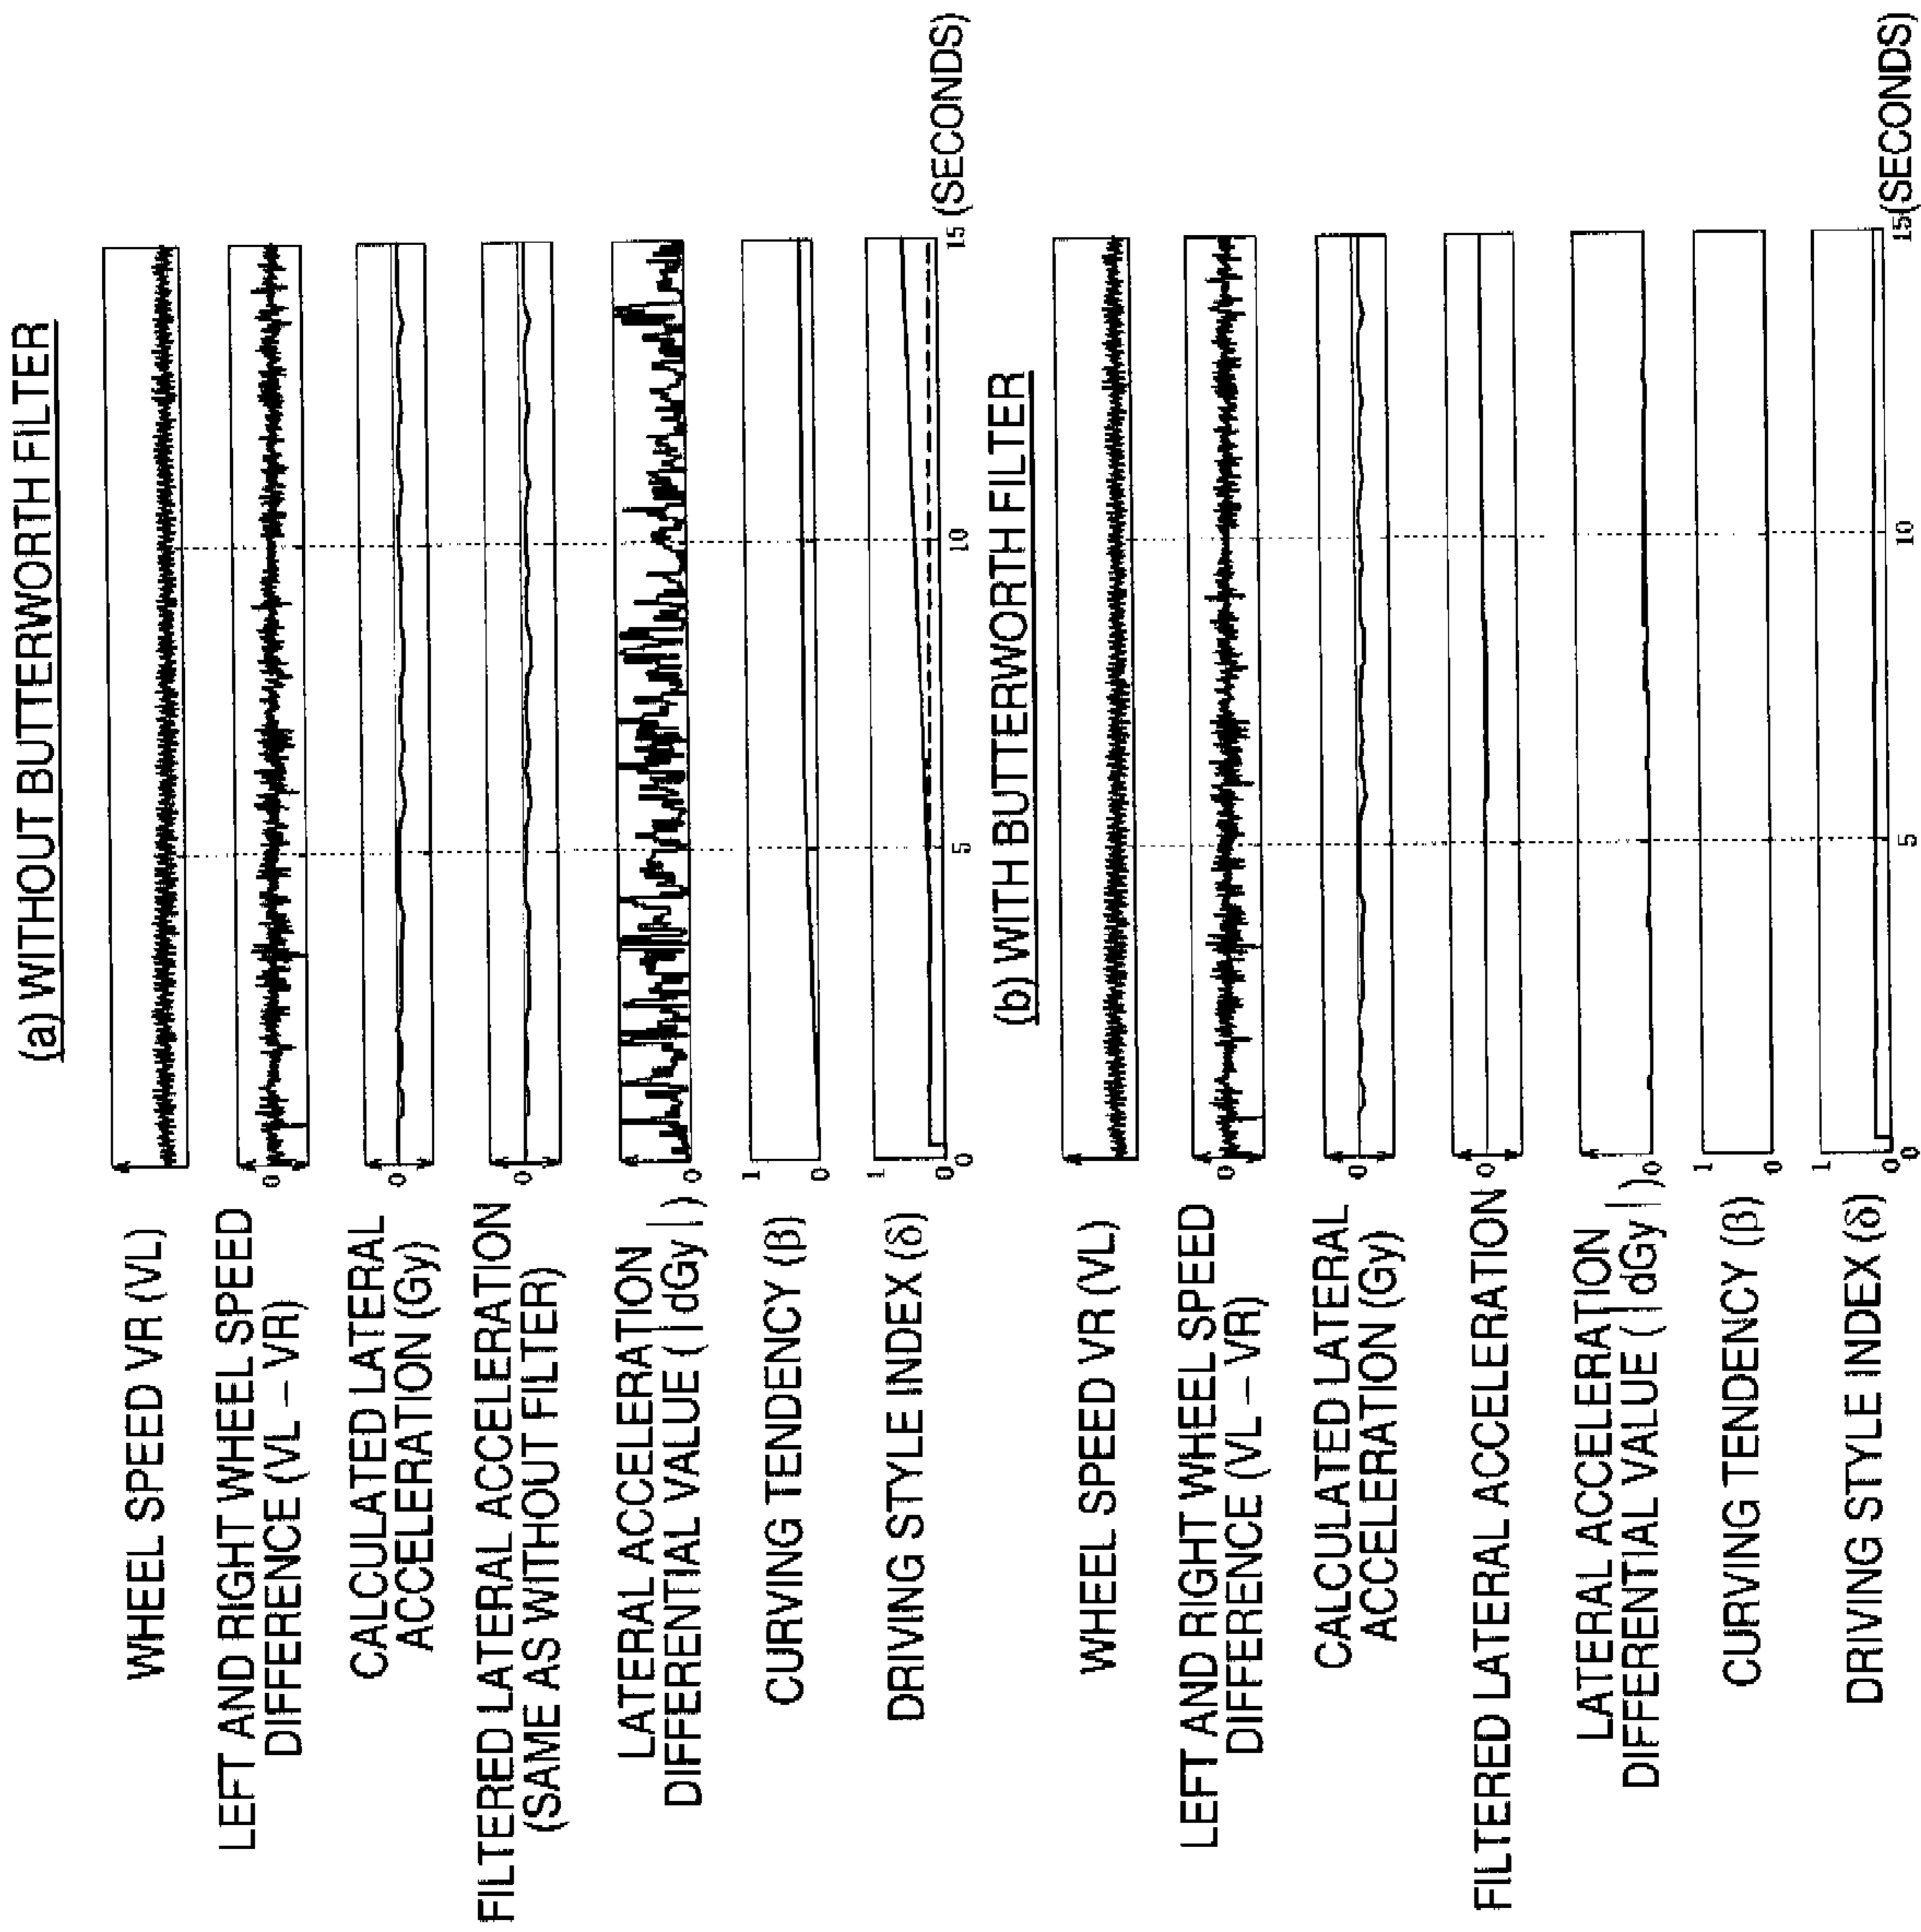 (a) WITHOUT BUTTERWORTH FILTER
WHEEL SPEED VR (VL)
LEFT AND RIGHT WHEEL SPEED
DIFFERENCE (VL – VR)
0
CALCULATED LATERAL
ACCELERATION (Gy)
0
FILTERED LATERAL ACCELERATION
(SAME AS WITHOUT FILTER)
0
LATERAL ACCELERATION
DIFFERENTIAL VALUE ( | dGy | )
0
CURVING TENDENCY (β)
1
0
DRIVING STYLE INDEX (δ)
1
0
0 5 10 15 (SECONDS)
(b) WITH BUTTERWORTH FILTER
WHEEL SPEED VR (VL)
LEFT AND RIGHT WHEEL SPEED
DIFFERENCE (VL – VR)
0
CALCULATED LATERAL
ACCELERATION (Gy)
0
FILTERED LATERAL ACCELERATION
0
LATERAL ACCELERATION
DIFFERENTIAL VALUE ( | dGy | )
0
CURVING TENDENCY (β)
1
0
DRIVING STYLE INDEX (δ)
1
0
0 5 10 15 (SECONDS)